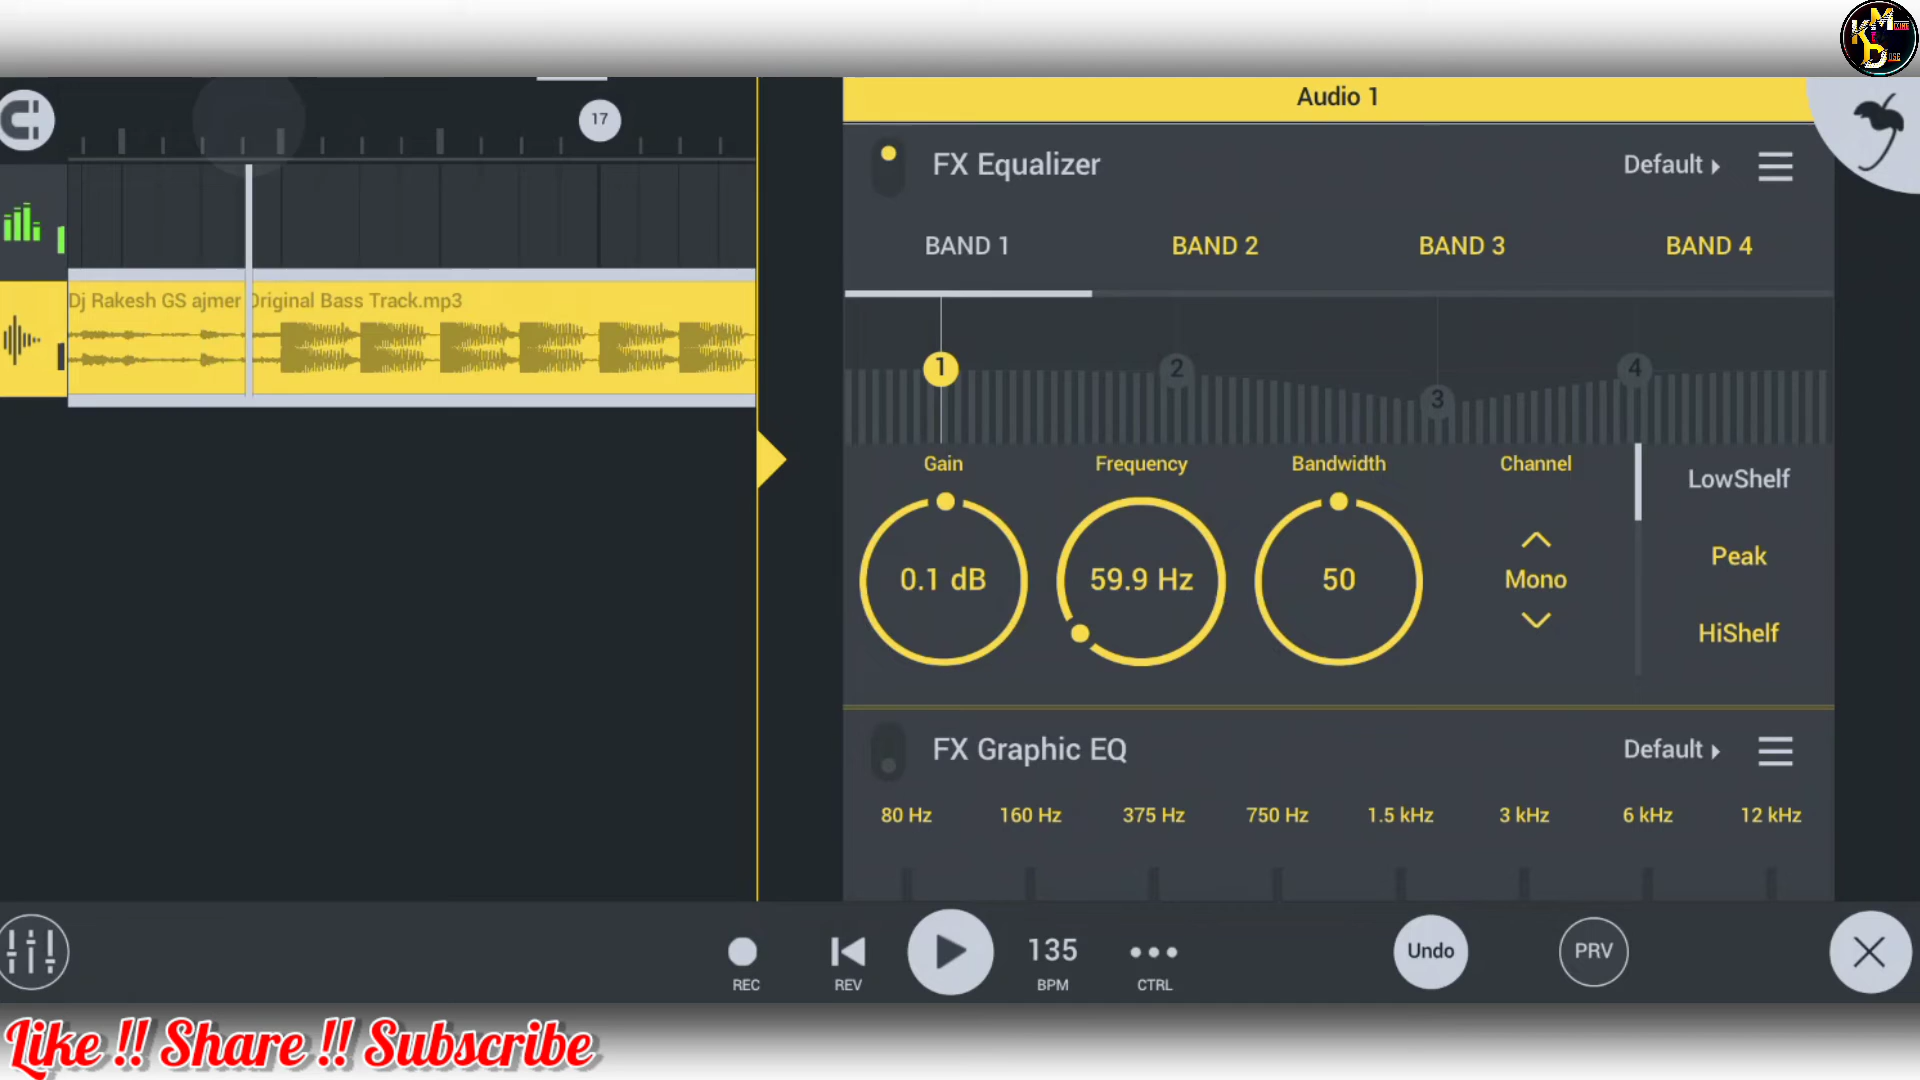 K M
D
17
Audio 1
FX Equalizer
Default
BAND 1 BAND 2 BAND 3 BAND 4
Dj Rakesh GS ajmer Original Bass Track.mp3
1 2 3 4
Gain Frequency Bandwidth Channel
LowShelf
Peak
HiShelf
0.1 dB 59.9 Hz 50 Mono
FX Graphic EQ
Default
80 Hz 160 Hz 375 Hz 750 Hz 1.5 kHz 3 kHz 6 kHz 12 kHz
135
Undo
PRV
REC REV BPM CTRL
Like !! Share !! Subscribe